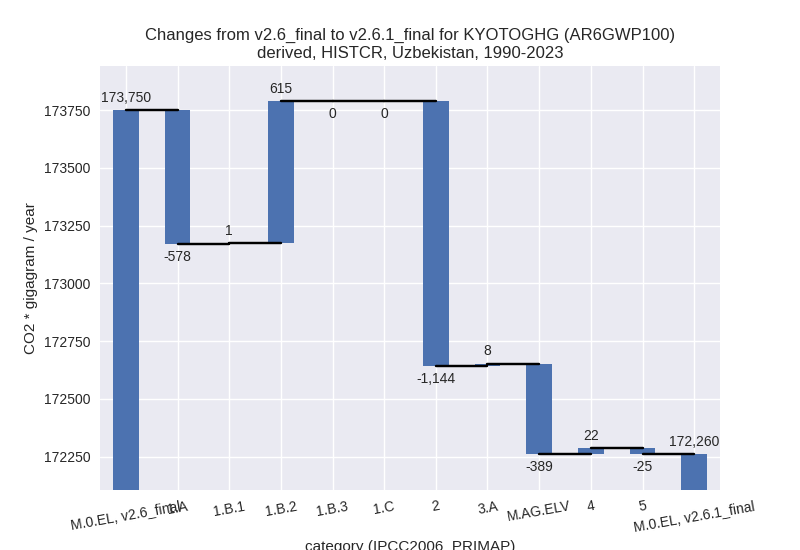 Changes from v2.6_final to v2.6.1_final for KYOTOGHG (AR6GWP100)
derived, HISTCR, Uzbekistan, 1990-2023
CO2 * gigagram / year
173750
173500
173250
173000
172750
172500
172250
173,750
-578
1
615
0
0
-1,144
8
-389
22
-25
172,260
M.0.EL, v2.6_final
1.A
1.B.1
1.B.2
1.B.3
1.C
2
3.A
M.AG.ELV
4
5
M.0.EL, v2.6.1_final
category (IPCC2006_PRIMAP)